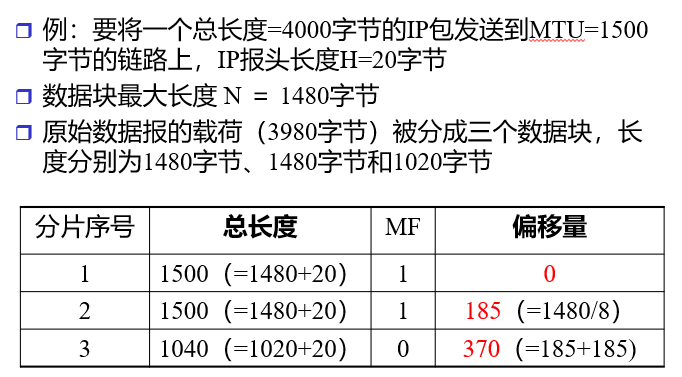 例：要将一个总长度=4000字节的IP包发送到MTU=1500
字节的链路上，IP报头长度H=20字节
数据块最大长度 N = 1480字节
原始数据报的载荷（3980字节）被分成三个数据块，长
度分别为1480字节、1480字节和1020字节
分片序号 总长度 MF 偏移量
1 1500（=1480+20） 1 0
2 1500（=1480+20） 1 185（=1480/8）
3 1040（=1020+20） 0 370（=185+185)